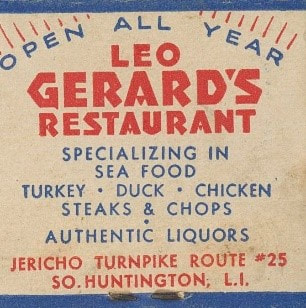 OPEN ALL YEAR
LEO
GERARD'S
RESTAURANT
SPECIALIZING IN
SEA FOOD
TURKEY · DUCK · CHICKEN
STEAKS & CHOPS
·
AUTHENTIC LIQUORS
JERICHO TURNPIKE ROUTE #25
SO. HUNTINGTON, L.I.